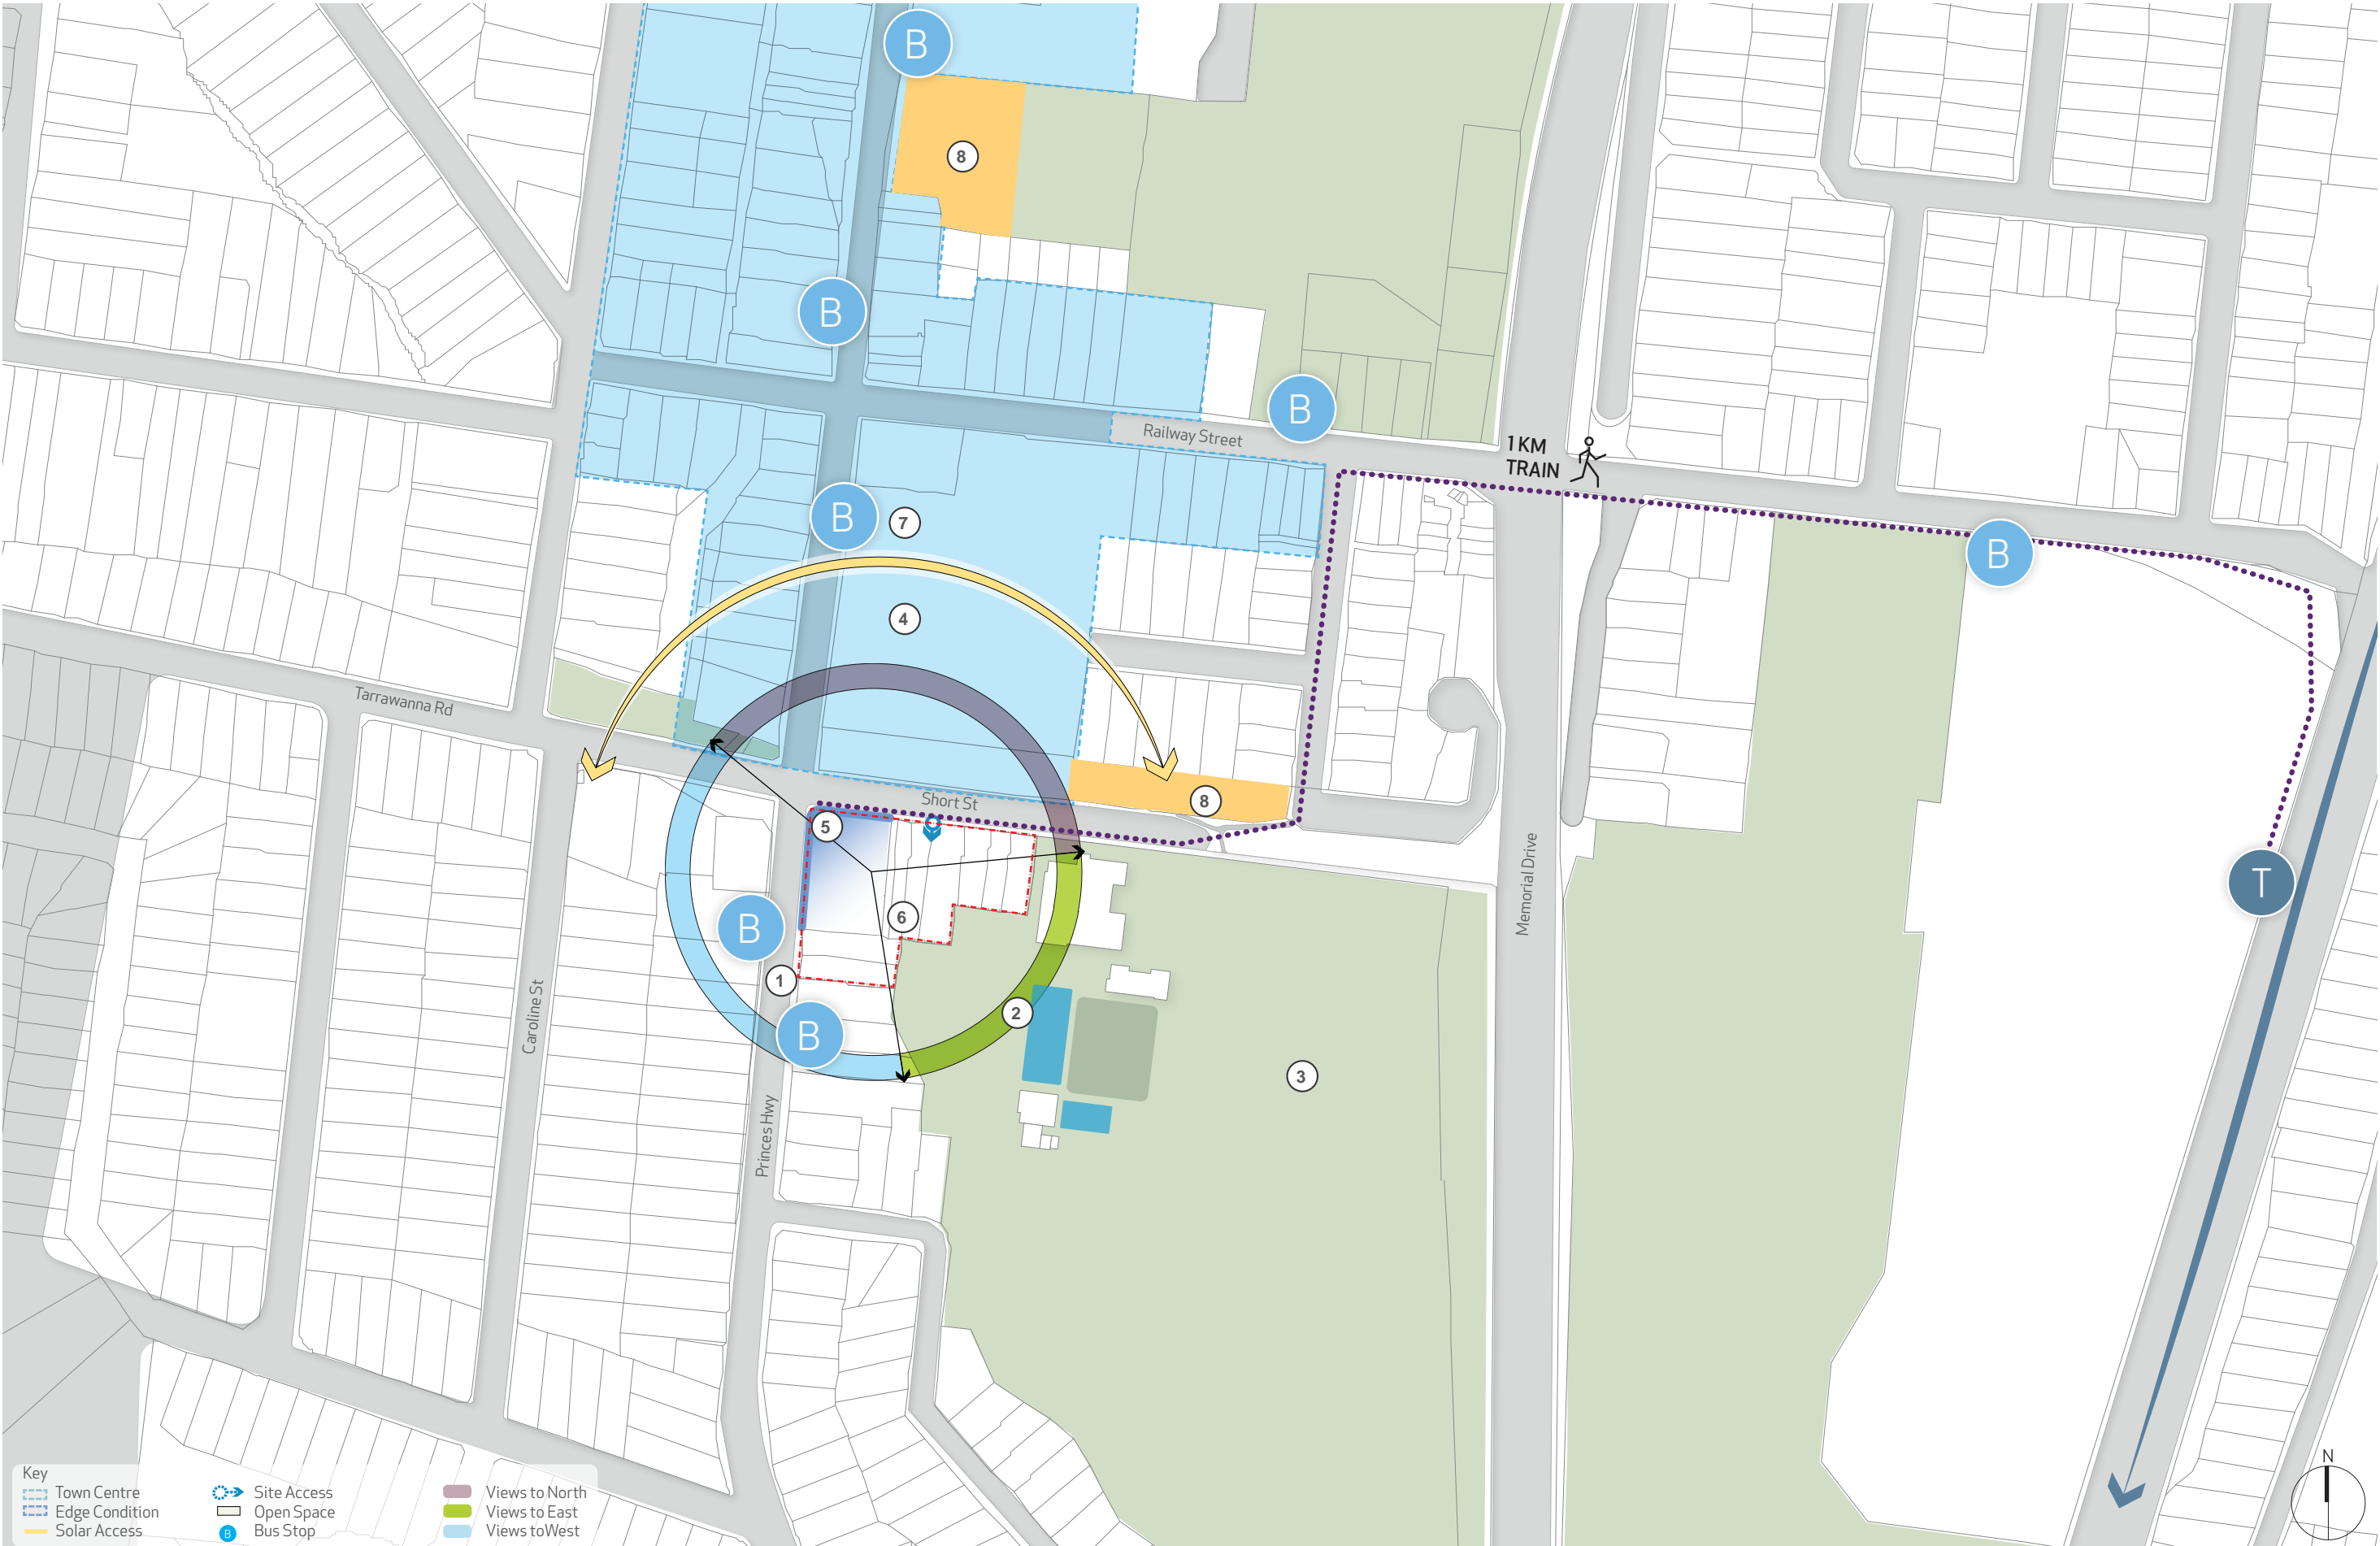 B
8
B
B
Railway Street
1 KM
TRAIN
B
7
B
4
Tarrawanna Rd
Short St
8
5
T
Memorial Drive
6
B
1
Caroline St
2
B
3
Princes Hwy
Key
Town Centre
Edge Condition
Solar Access
Site Access
Open Space
B
Bus Stop
Views to North
Views to East
Views toWest
N